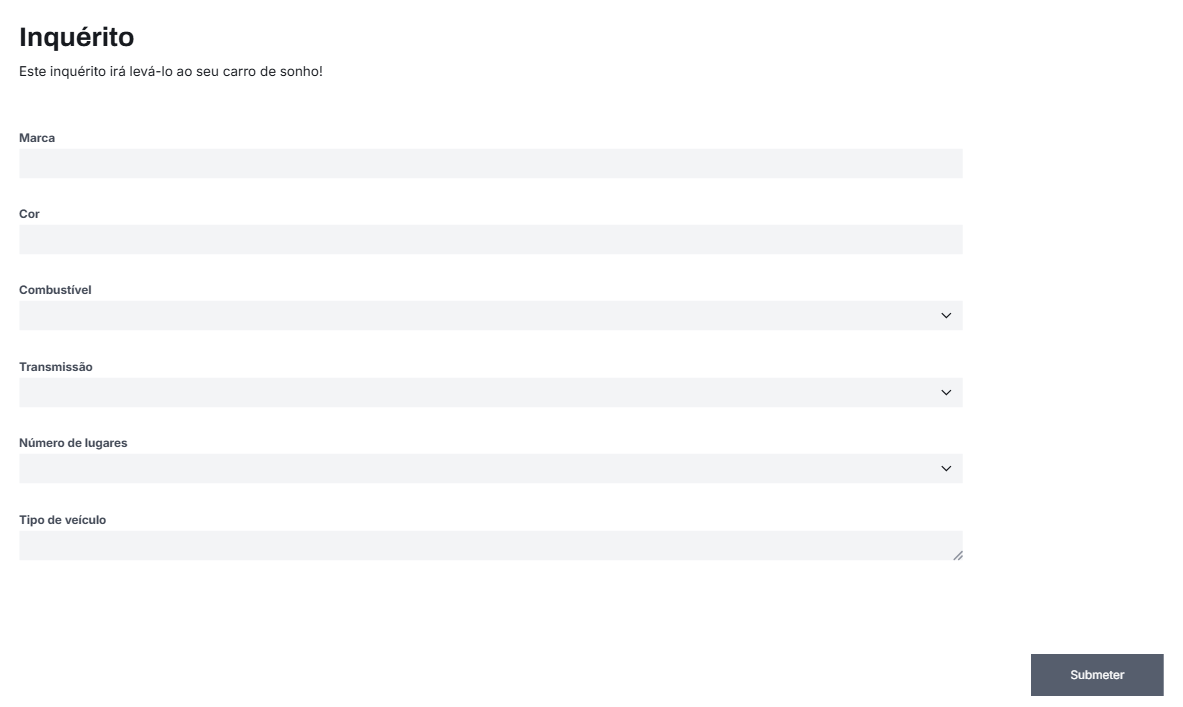 Inquérito
Este inquérito irá levá-lo ao seu carro de sonho!
Marca
Cor
Combustível
Transmissão
Número de lugares
Tipo de veículo
Submeter